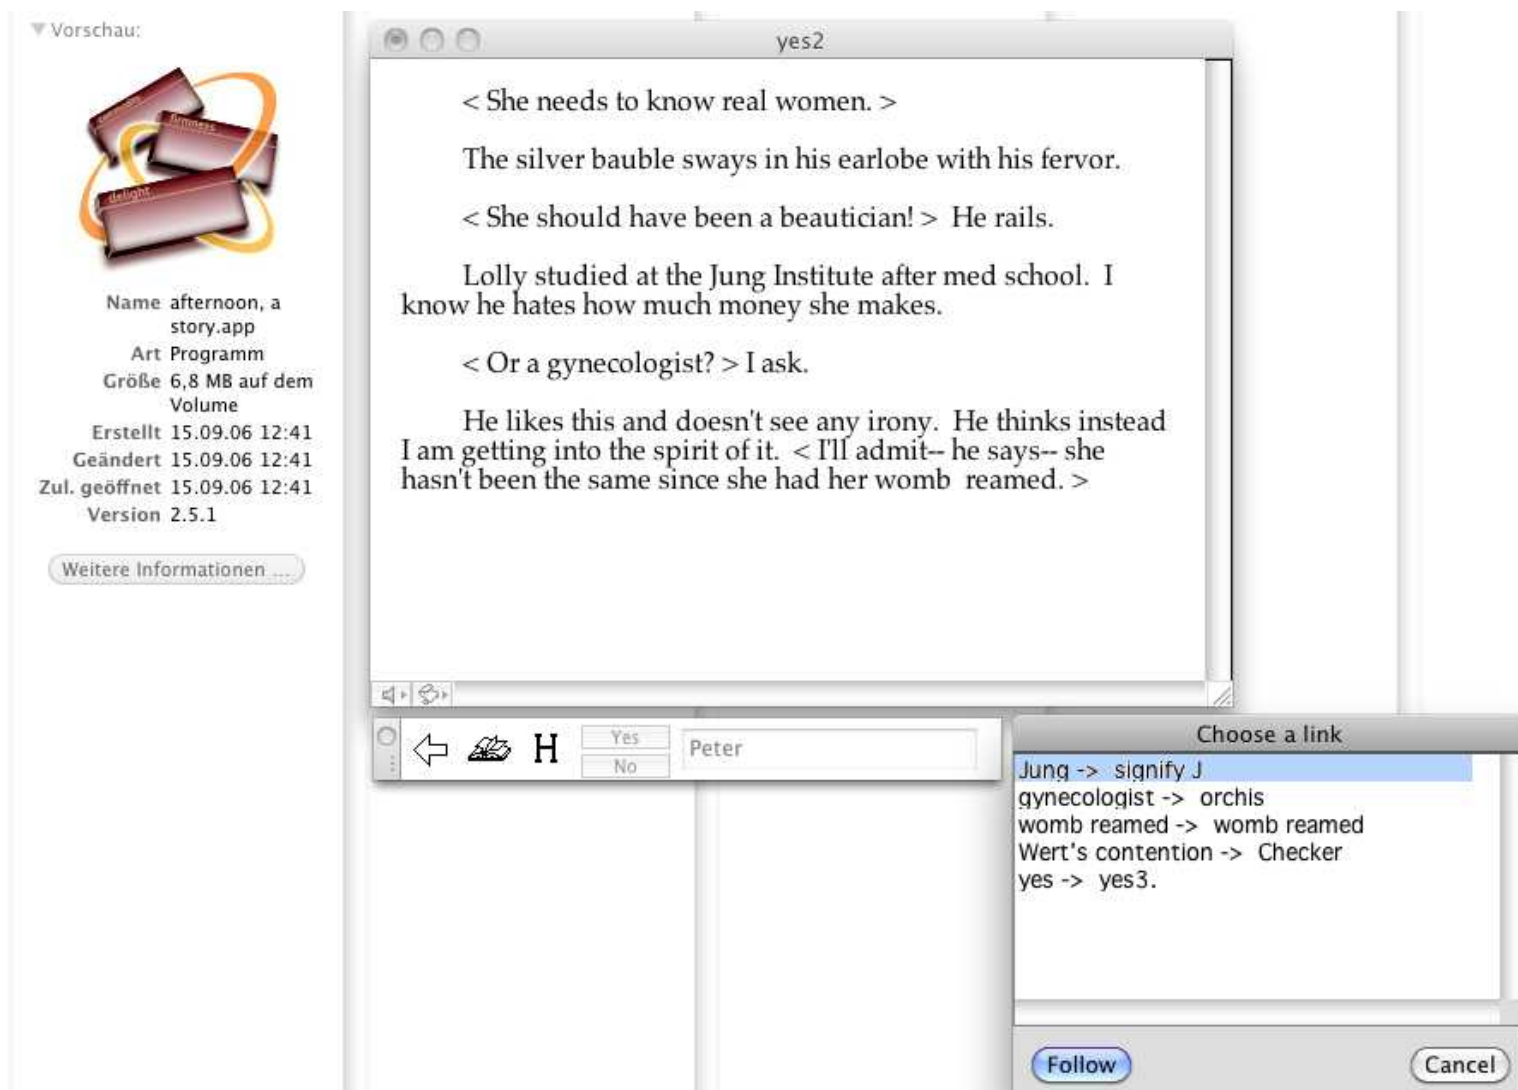 Vorschau:
firmness
delight
Name afternoon, a
story.app
Art Programm
Größe 6,8 MB auf dem
Volume
Erstellt 15.09.06 12:41
Geändert 15.09.06 12:41
Zul. geöffnet 15.09.06 12:41
Version 2.5.1
Weitere Informationen ...
yes2
< She needs to know real women. >
The silver bauble sways in his earlobe with his fervor.
< She should have been a beautician! > He rails.
Lolly studied at the Jung Institute after med school. I
know he hates how much money she makes.
< Or a gynecologist? > I ask.
He likes this and doesn't see any irony. He thinks instead
I am getting into the spirit of it. < I'll admit-- he says-- she
hasn't been the same since she had her womb reamed. >
H
Yes
No
Peter
Choose a link
Jung -> signify J
gynecologist -> orchis
womb reamed -> womb reamed
Wert's contention -> Checker
yes -> yes3.
Follow
Cancel